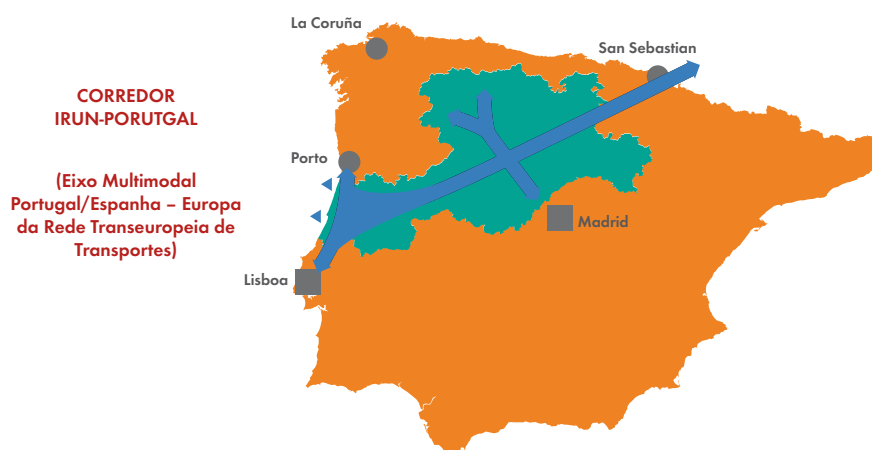 La Coruña
San Sebastian
CORREDOR
IRUN-PORUTGAL
Porto
(Eixo Multimodal
Portugal/Espanha – Europa
da Rede Transeuropeia de
Transportes)
Madrid
Lisboa